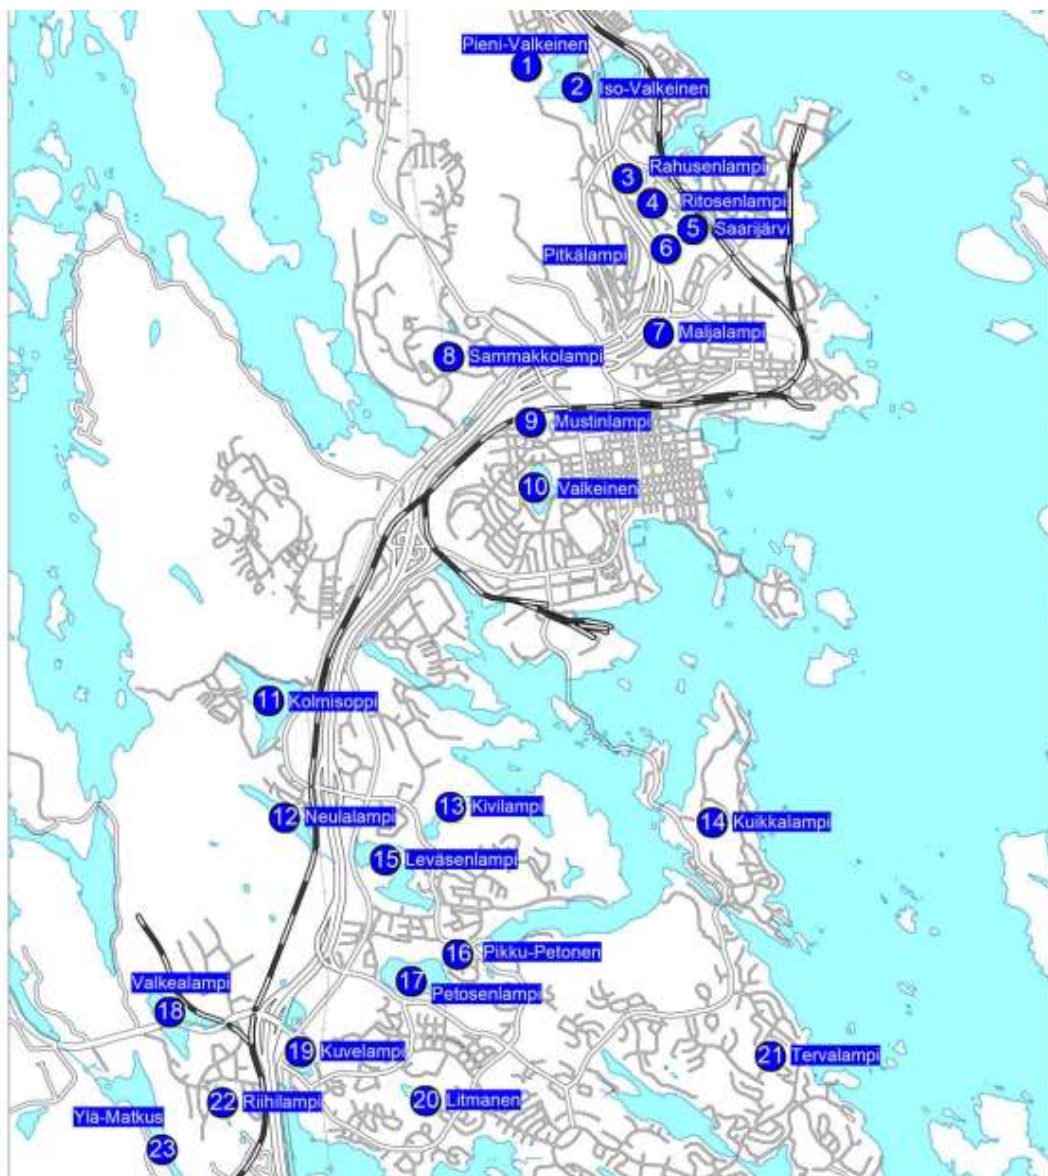 Pieni-Valkeinen
1
2
Iso-Valkeinen
3
Rahusenlampi
4
Ritosenlampi
5
Saarijärvi
Pitkälampi
6
7
Maljalampi
8
Sammakkolampi
9
Mustinlampi
10
Valkeinen
11
Kolmisoppi
12
Neulalampi
13
Kivilampi
14
Kuikkalampi
15
Leväsenlampi
16
Pikku-Petonen
17
Petosenlampi
Valkealampi
18
19
Kuvelampi
20
Litmanen
21
Tervalampi
22
Riihilampi
Ylä-Matkus
23